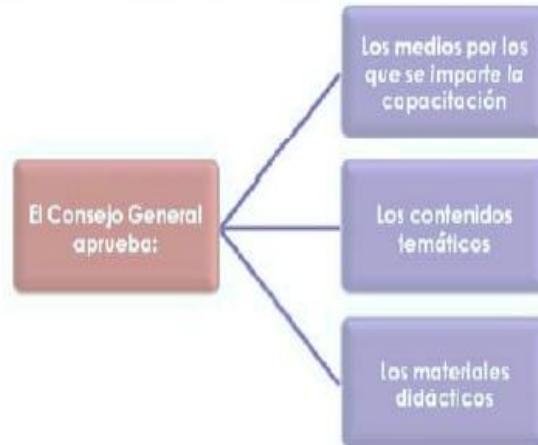 El Consejo General
aprueba:
Los medios por los
que se imparte la
capacitación
Los contenidos
temáticos
Los materiales
didácticos